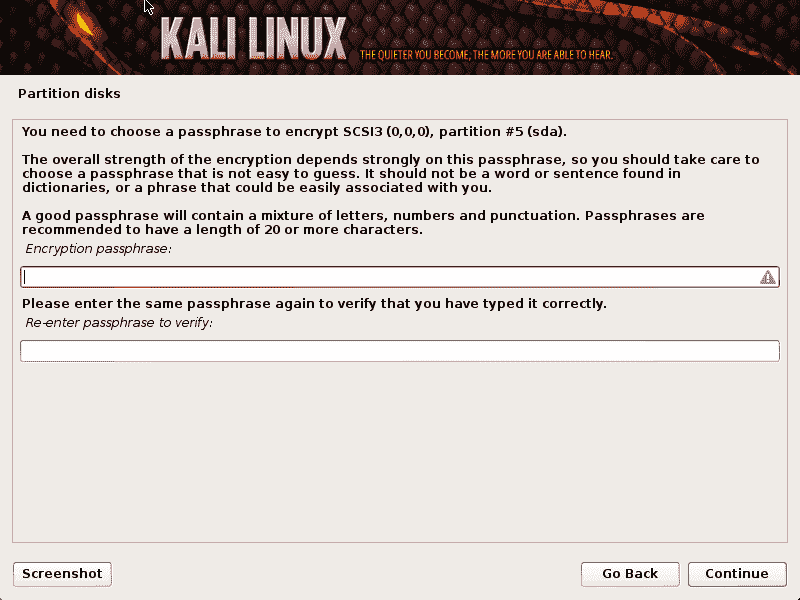 KALI LINUX THE QUIETER YOU BECOME, THE MORE YOU ARE ABLE TO HEAR.
Partition disks
You need to choose a passphrase to encrypt SCSI3 (0,0,0), partition #5 (sda).
The overall strength of the encryption depends strongly on this passphrase, so you should take care to
choose a passphrase that is not easy to guess. It should not be a word or sentence found in
dictionaries, or a phrase that could be easily associated with you.
A good passphrase will contain a mixture of letters, numbers and punctuation. Passphrases are
recommended to have a length of 20 or more characters.
Encryption passphrase:
Please enter the same passphrase again to verify that you have typed it correctly.
Re-enter passphrase to verify:
Screenshot Go Back Continue